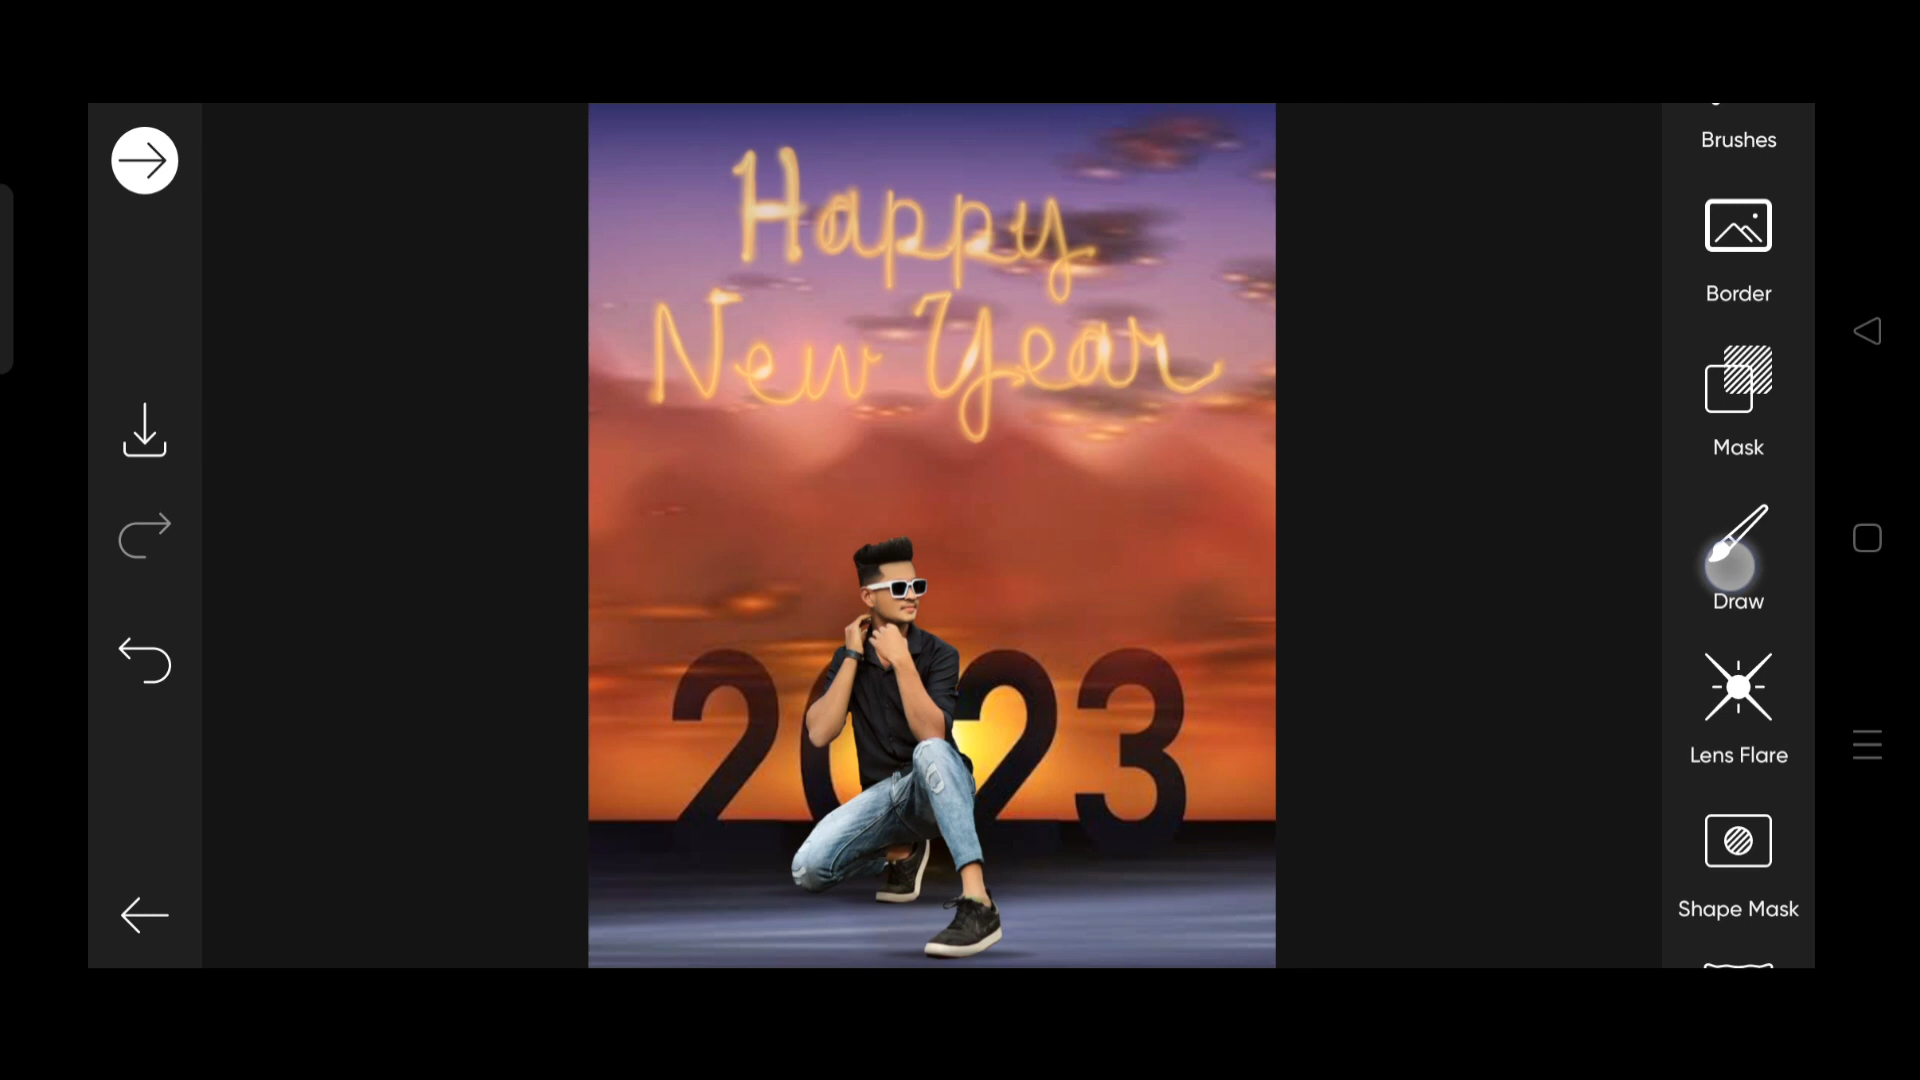 Happy
New Year
2023
Brushes
Border
Mask
Draw
Lens Flare
Shape Mask